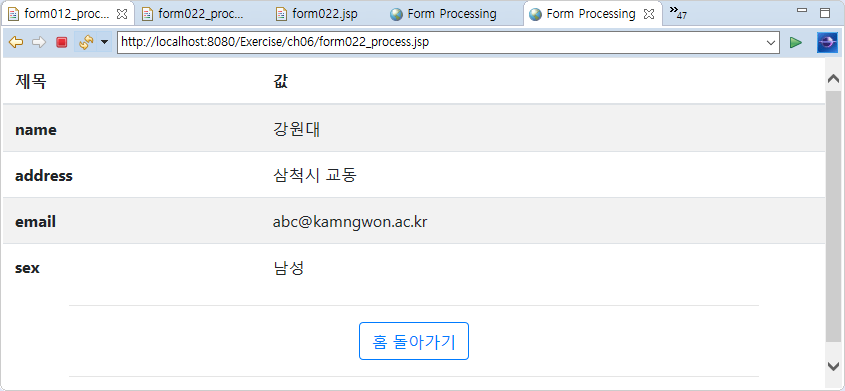 form012_proc... form022_proc... form022.jsp Form Processing Form Processing »47
http://localhost:8080/Exercise/ch06/form022_process.jsp
제목 값
name 강원대
address 삼척시 교동
email abc@kamngwon.ac.kr
sex 남성
홈 돌아가기